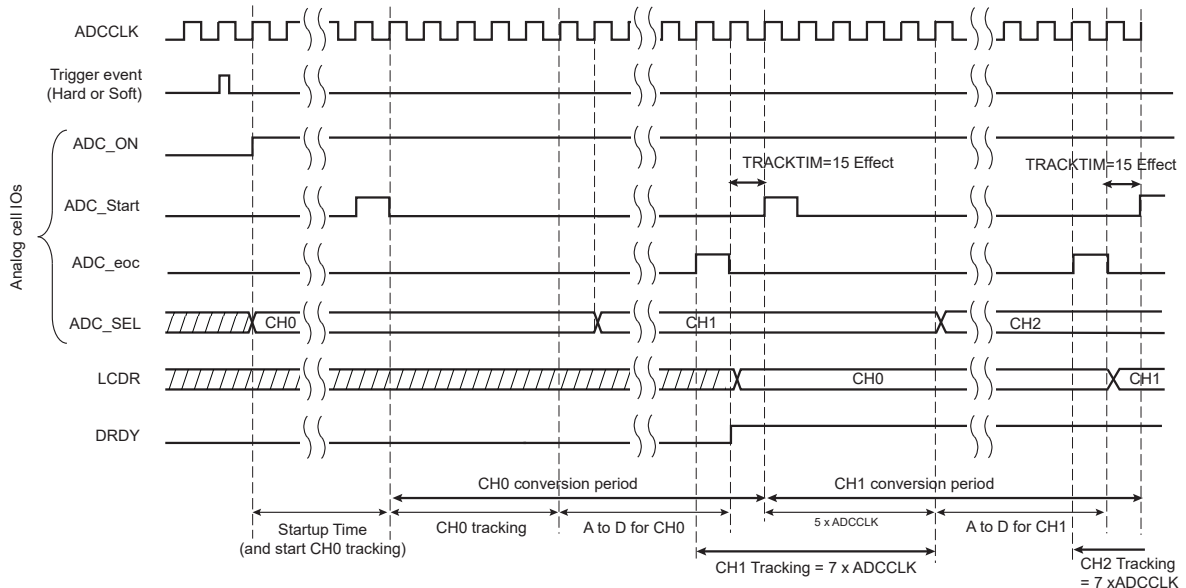 ADCCLK
Trigger event
(Hard or Soft)
Analog cell IOs
ADC_ON
TRACKTIM=15 Effect
TRACKTIM=15 Effect
ADC_Start
ADC_eoc
ADC_SEL
CH0
CH1
CH2
LCDR
CH0
CH1
DRDY
CH0 conversion period
CH1 conversion period
Startup Time
(and start CH0 tracking)
CH0 tracking
A to D for CH0
5 x ADCCLK
A to D for CH1
CH1 Tracking = 7 x ADCCLK
CH2 Tracking
= 7 xADCCLK